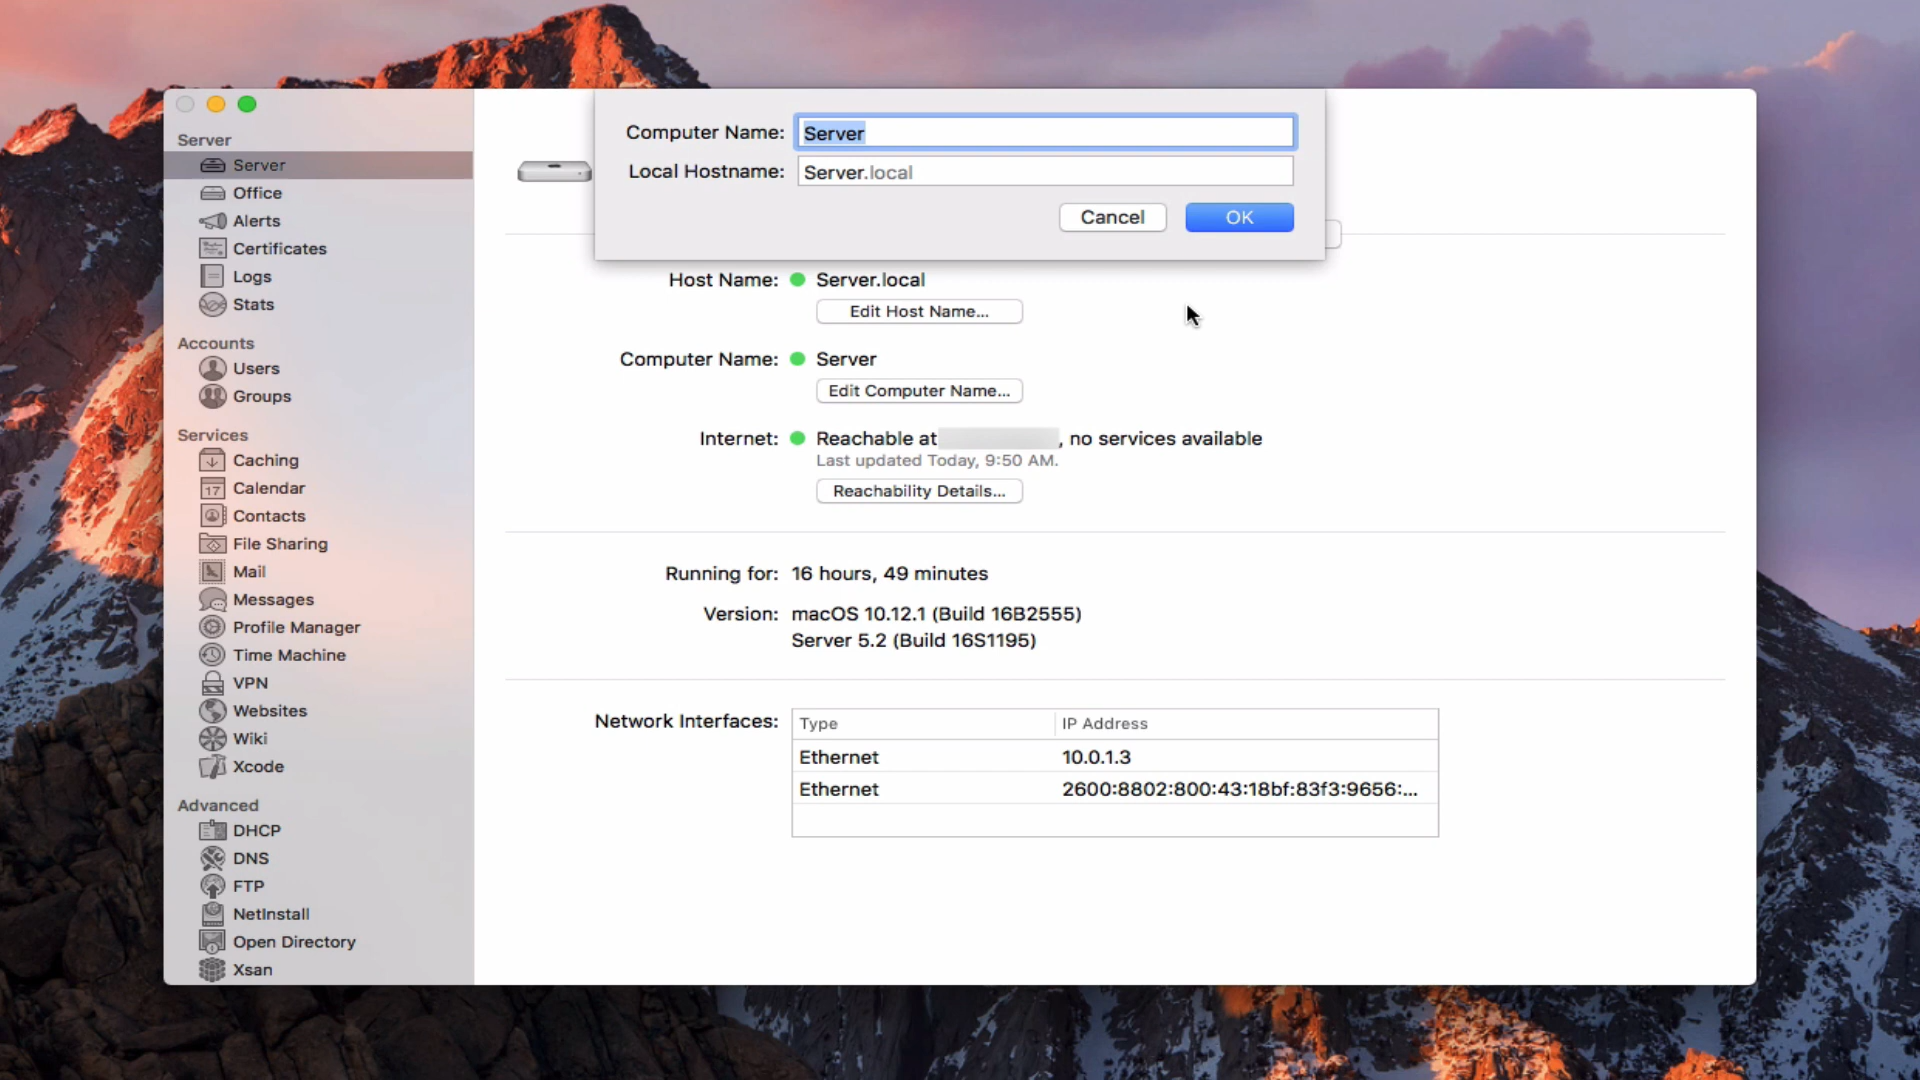 Server
Server
Office
Alerts
Certificates
Logs
Stats
Accounts
Users
Groups
Services
Caching
17 Calendar
Contacts
File Sharing
Mail
Messages
Profile Manager
Time Machine
VPN
Websites
Wiki
Xcode
Advanced
DHCP
DNS
FTP
NetInstall
Open Directory
Xsan
Computer Name: Server
Local Hostname: Server.local
Cancel OK
Host Name: Server.local
Edit Host Name...
Computer Name: Server
Edit Computer Name...
Internet: Reachable at , no services available
Last updated Today, 9:50 AM.
Reachability Details...
Running for: 16 hours, 49 minutes
Version: macOS 10.12.1 (Build 16B2555)
Server 5.2 (Build 16S1195)
Network Interfaces: Type IP Address
Ethernet 10.0.1.3
Ethernet 2600:8802:800:43:18bf:83f3:9656:...